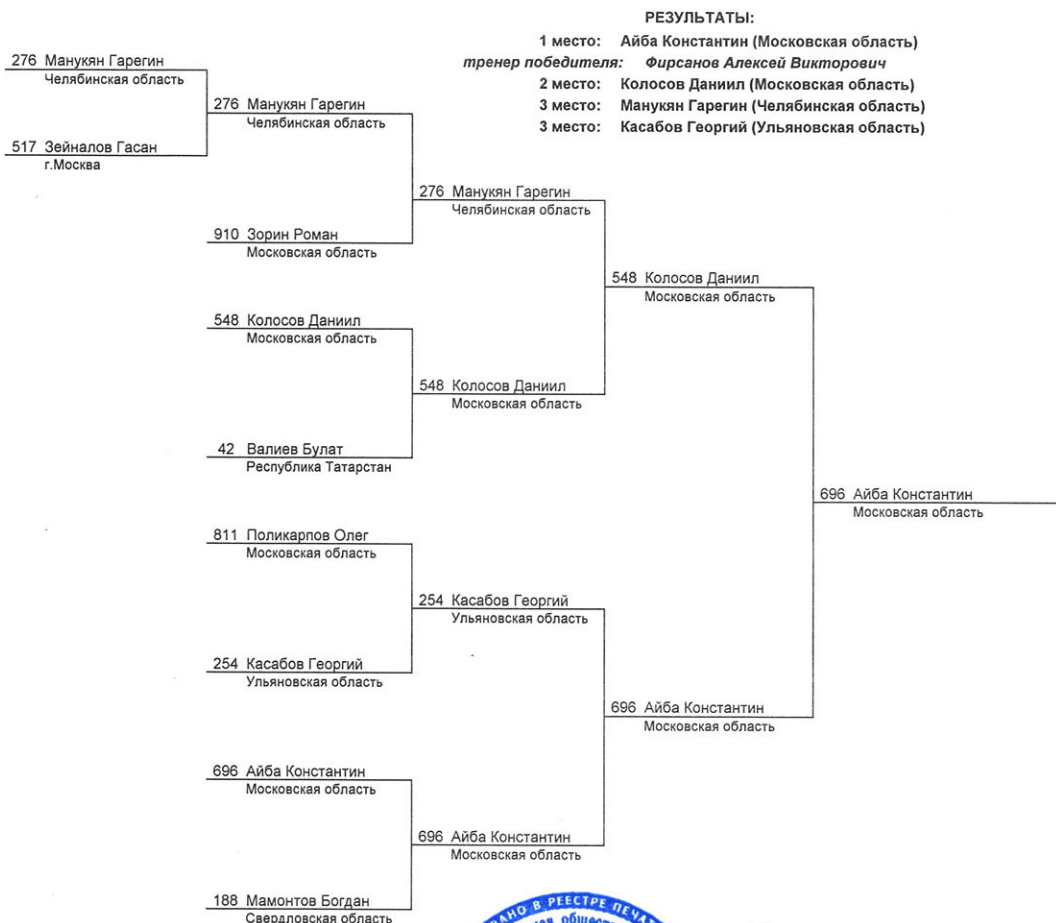 РЕЗУЛЬТАТЫ:
1 место: Айба Константин (Московская область)
тренер победителя: Фирсанов Алексей Викторович
2 место: Колосов Даниил (Московская область)
3 место: Манукян Гарегин (Челябинская область)
3 место: Касабов Георгий (Ульяновская область)
276 Манукян Гарегин
Челябинская область
517 Зейналов Гасан
г.Москва
276 Манукян Гарегин
Челябинская область
910 Зорин Роман
Московская область
548 Колосов Даниил
Московская область
42 Валиев Булат
Республика Татарстан
811 Поликарпов Олег
Московская область
254 Касабов Георгий
Ульяновская область
696 Айба Константин
Московская область
188 Мамонтов Богдан
Свердловская область
276 Манукян Гарегин
Челябинская область
548 Колосов Даниил
Московская область
254 Касабов Георгий
Ульяновская область
696 Айба Константин
Московская область
548 Колосов Даниил
Московская область
696 Айба Константин
Московская область
696 Айба Константин
Московская область
В РЕЕСТРЕ